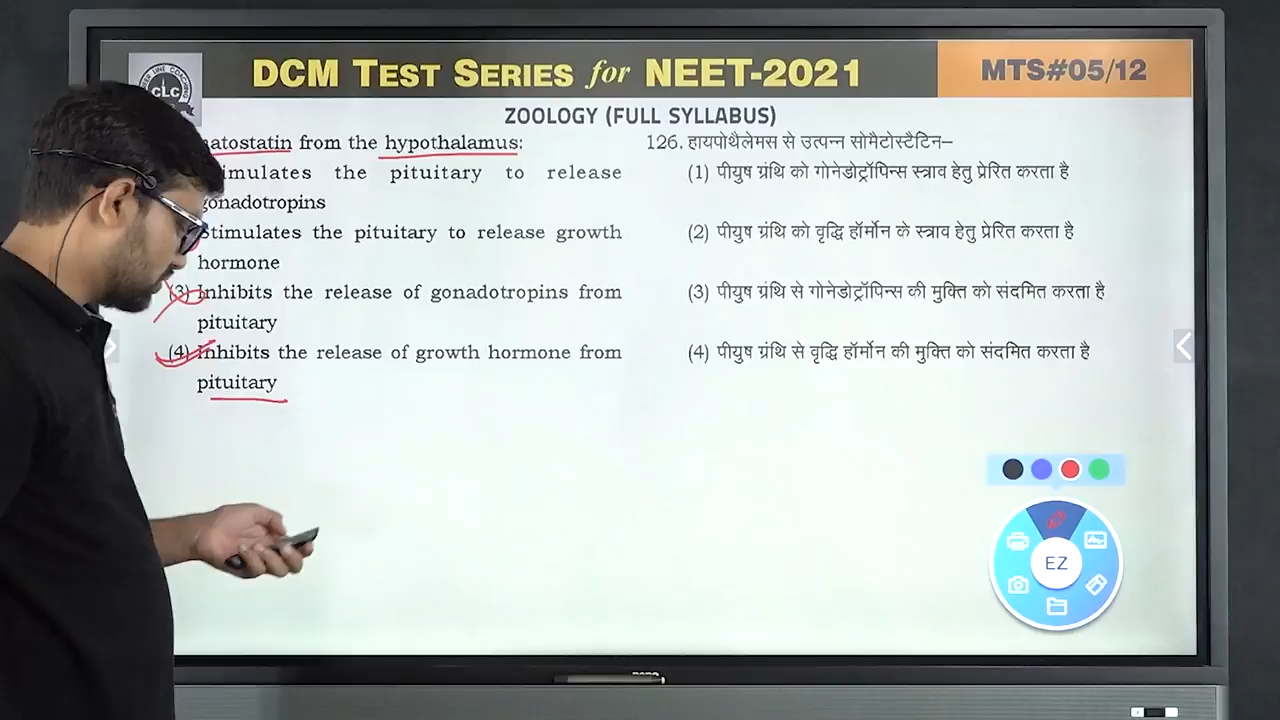 DCM TEST SERIES for NEET-2021
MTS#05/12
CLC
ZOOLOGY (FULL SYLLABUS)
from the hypothalamus:
the pituitary to release
gonadotropins
Stimulates the pituitary to release growth
hormone
(3) Inhibits the release of gonadotropins from
pituitary
(4) Inhibits the release of growth hormone from
pituitary
126. हायपोथैलेमस से उत्पन्न सोमैटोस्टैटिन–
(1) पीयुष ग्रंथि को गोनेडोट्रॉपिन्स स्त्राव हेतु प्रेरित करता है
(2) पीयुष ग्रंथि को वृद्धि हॉर्मोन के स्त्राव हेतु प्रेरित करता है
(3) पीयुष ग्रंथि से गोनेडोट्रॉपिन्स की मुक्ति को संदमित करता है
(4) पीयुष ग्रंथि से वृद्धि हॉर्मोन की मुक्ति को संदमित करता है
EZ